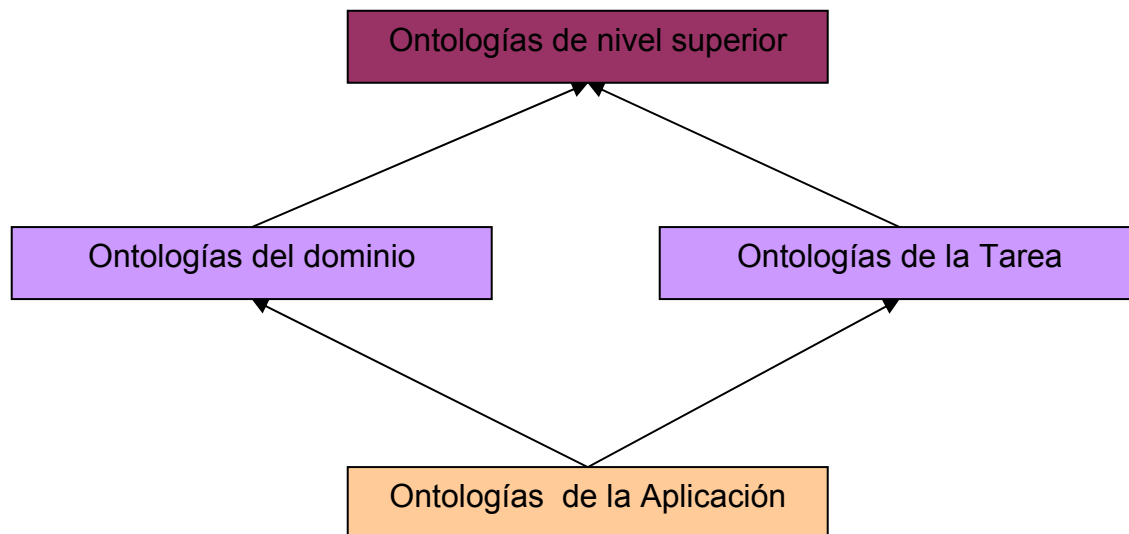 Ontologías de nivel superior
Ontologías del dominio
Ontologías de la Tarea
Ontologías  de la Aplicación